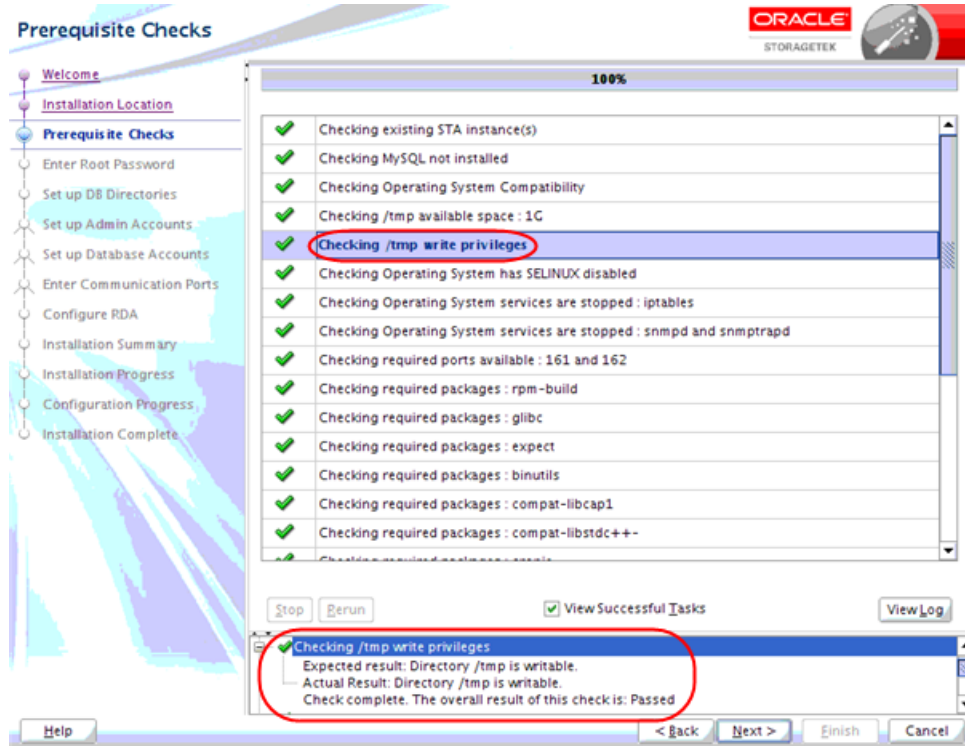 Prerequisite Checks
ORACLE
STORAGETEK
Welcome
Installation Location
Prerequisite Checks
Enter Root Password
Set up DB Directories
Set up Admin Accounts
Set up Database Accounts
Enter Communication Ports
Configure RDA
Installation Summary
Installation Progress
Configuration Progress
Installation Complete
100%
Checking existing STA instance(s)
Checking MySQL not installed
Checking Operating System Compatibility
Checking /tmp available space : 1G
Checking /tmp write privileges
Checking Operating System has SELINUX disabled
Checking Operating System services are stopped : iptables
Checking Operating System services are stopped : snmpd and snmptrapd
Checking required ports available : 161 and 162
Checking required packages : rpm-build
Checking required packages : glibc
Checking required packages : expect
Checking required packages : binutils
Checking required packages : compat-libcap1
Checking required packages : compat-libstdc++-
Checking required packages :
Stop Rerun View Successful Tasks View Log
Checking /tmp write privileges
Expected result: Directory /tmp is writable.
Actual Result: Directory /tmp is writable.
Check complete. The overall result of this check is: Passed
Help < Back Next > Finish Cancel